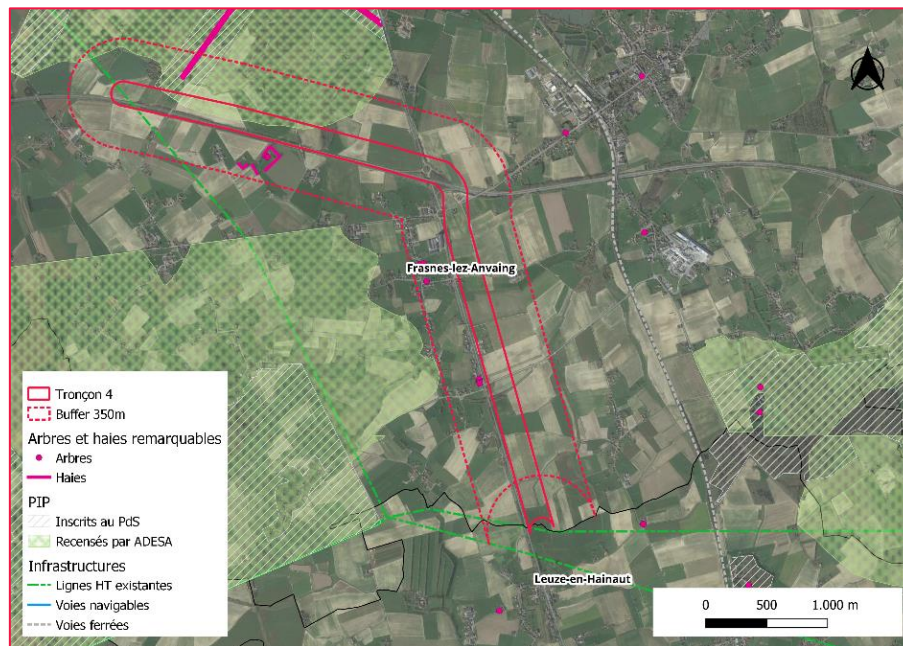 Frasnes-lez-Anvaing
Leuze-en-Hainaut
Tronçon 4
Buffer 350m
Arbres et haies remarquables
Arbres
Haies
PIP
Inscrits au PdS
Recensés par ADESA
Infrastructures
Lignes HT existantes
Voies navigables
Voies ferrées
0 500 1.000 m